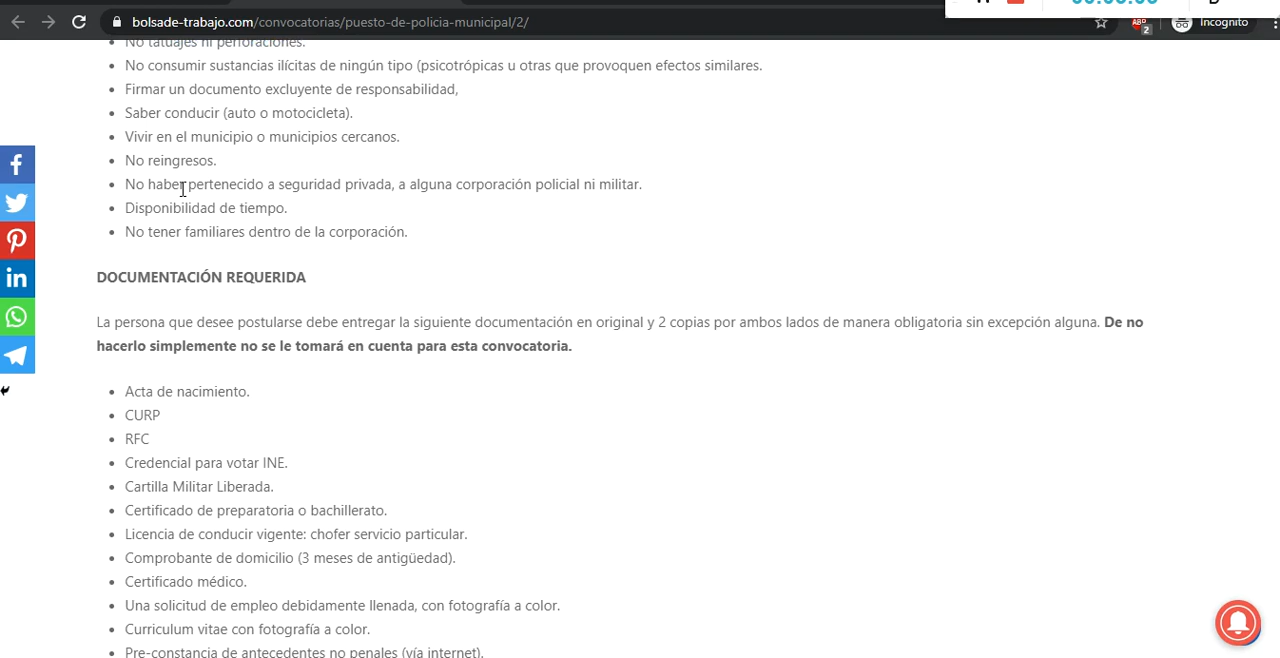 bolsade-trabajo.com/convocatorias/puesto-de-policia-municipal/2/
ABP
2
Incognito
No tatuajes ni perforaciones.
No consumir sustancias ilícitas de ningún tipo (psicotrópicas u otras que provoquen efectos similares.
Firmar un documento excluyente de responsabilidad,
Saber conducir (auto o motocicleta).
Vivir en el municipio o municipios cercanos.
No reingresos.
No haber pertenecido a seguridad privada, a alguna corporación policial ni militar.
Disponibilidad de tiempo.
No tener familiares dentro de la corporación.
DOCUMENTACIÓN REQUERIDA
La persona que desee postularse debe entregar la siguiente documentación en original y 2 copias por ambos lados de manera obligatoria sin excepción alguna. De no
hacerlo simplemente no se le tomará en cuenta para esta convocatoria.
Acta de nacimiento.
CURP
RFC
Credencial para votar INE.
Cartilla Militar Liberada.
Certificado de preparatoria o bachillerato.
Licencia de conducir vigente: chofer servicio particular.
Comprobante de domicilio (3 meses de antigüedad).
Certificado médico.
Una solicitud de empleo debidamente llenada, con fotografía a color.
Curriculum vitae con fotografía a color.
Pre-constancia de antecedentes no penales (vía internet).